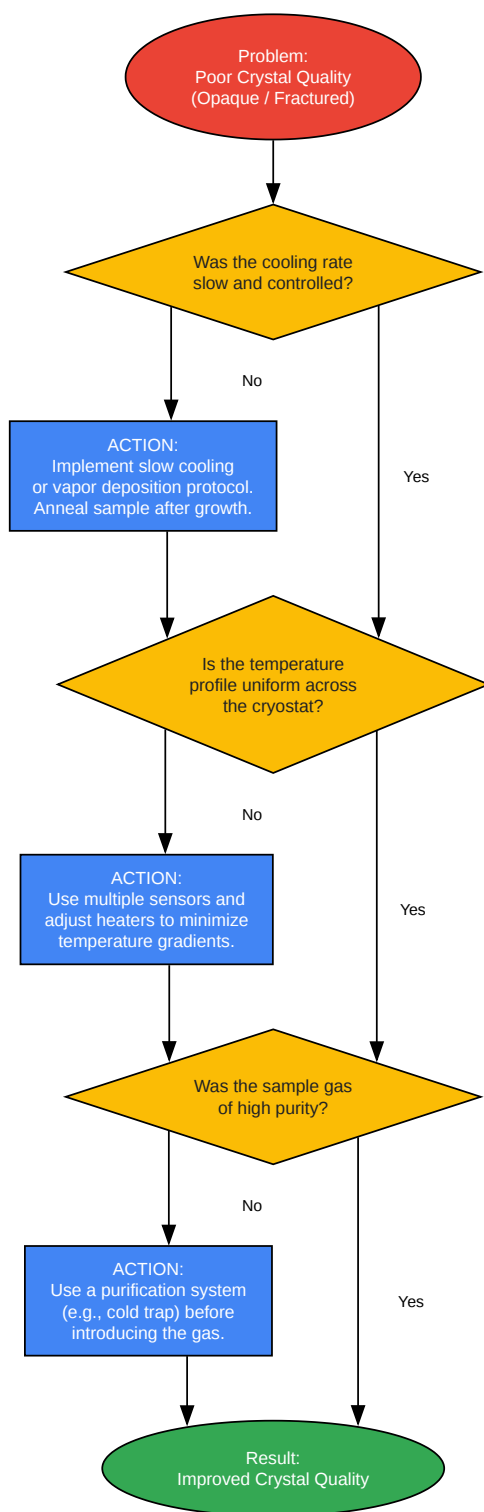 Problem:
Poor Crystal Quality
(Opaque / Fractured)
Was the cooling rate
slow and controlled?
No
ACTION:
Implement slow cooling
or vapor deposition protocol.
Anneal sample after growth.
Yes
Is the temperature
profile uniform across
the cryostat?
No
ACTION:
Use multiple sensors and
adjust heaters to minimize
temperature gradients.
Yes
Was the sample gas
of high purity?
No
ACTION:
Use a purification system
(e.g., cold trap) before
introducing the gas.
Yes
Result:
Improved Crystal Quality